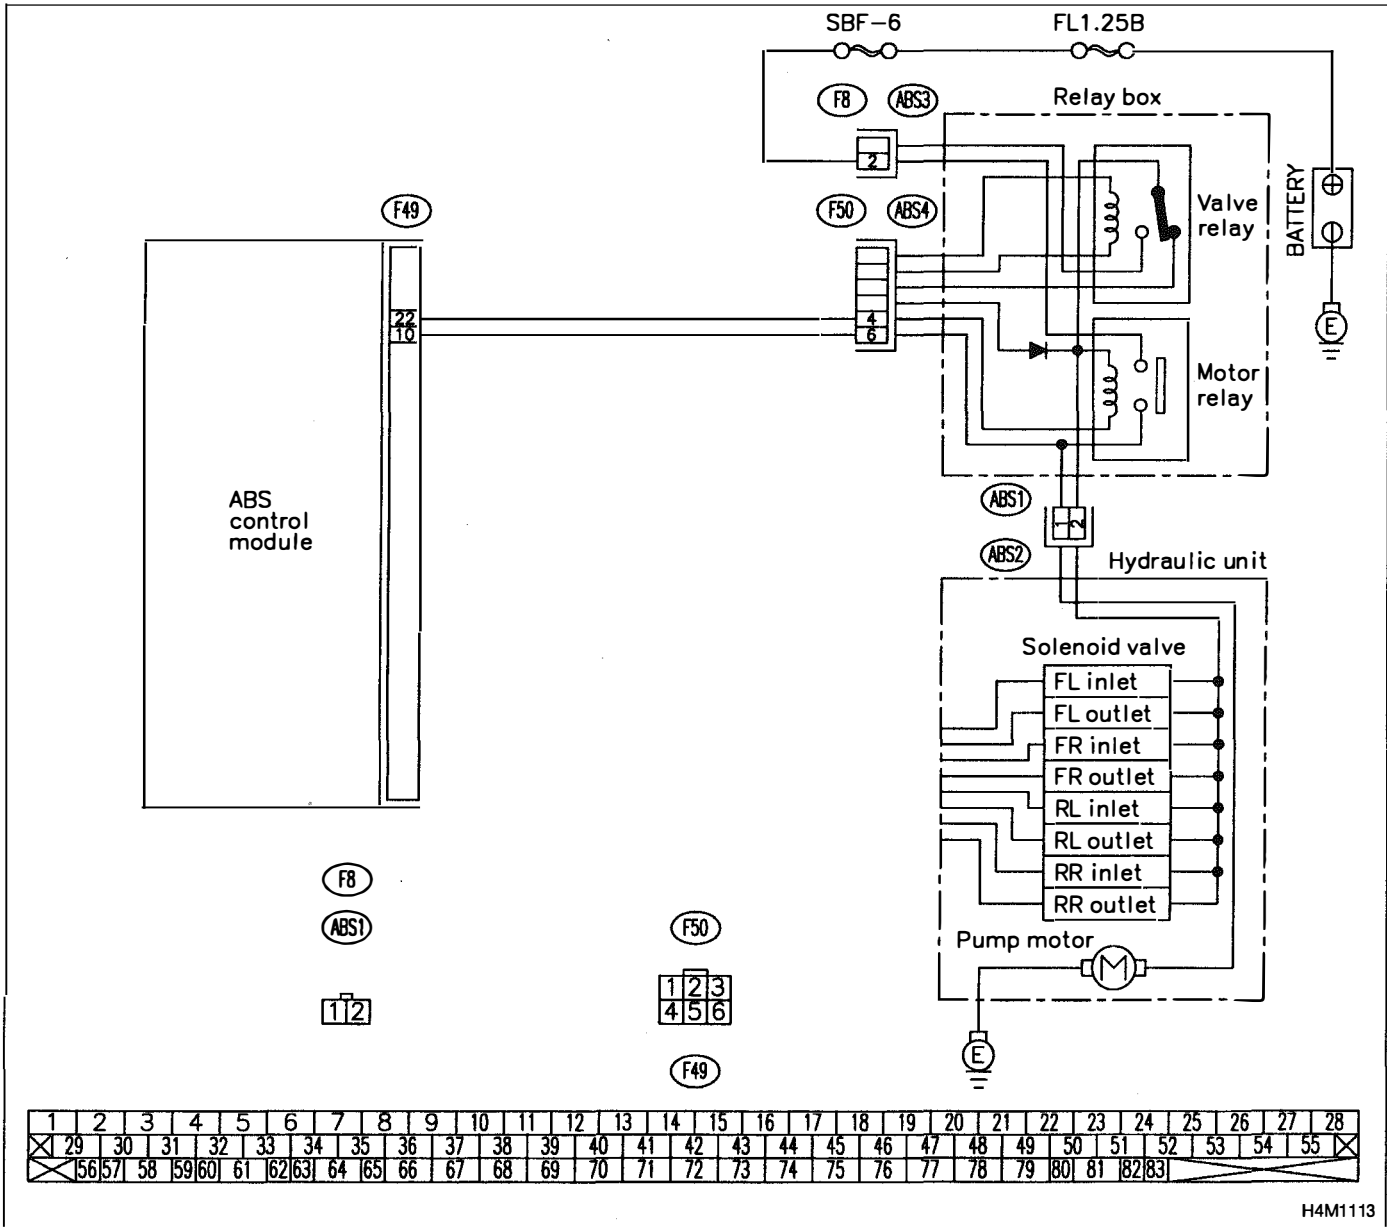 SBF-6 FL1.25B
F8 ABS3 Relay box
2
F49 F50 ABS4
Valve relay
BATTERY
E
22 4
10 6
Motor relay
ABS control module
ABS1
1 2
ABS2
Hydraulic unit
Solenoid valve
FL inlet
FL outlet
FR inlet
FR outlet
RL inlet
RL outlet
RR inlet
RR outlet
Pump motor
M
E
F8
ABS1
1 2
F50
1 2 3
4 5 6
F49
1 2 3 4 5 6 7 8 9 10 11 12 13 14 15 16 17 18 19 20 21 22 23 24 25 26 27 28
29 30 31 32 33 34 35 36 37 38 39 40 41 42 43 44 45 46 47 48 49 50 51 52 53 54 55
56 57 58 59 60 61 62 63 64 65 66 67 68 69 70 71 72 73 74 75 76 77 78 79 80 81 82 83
H4M1113